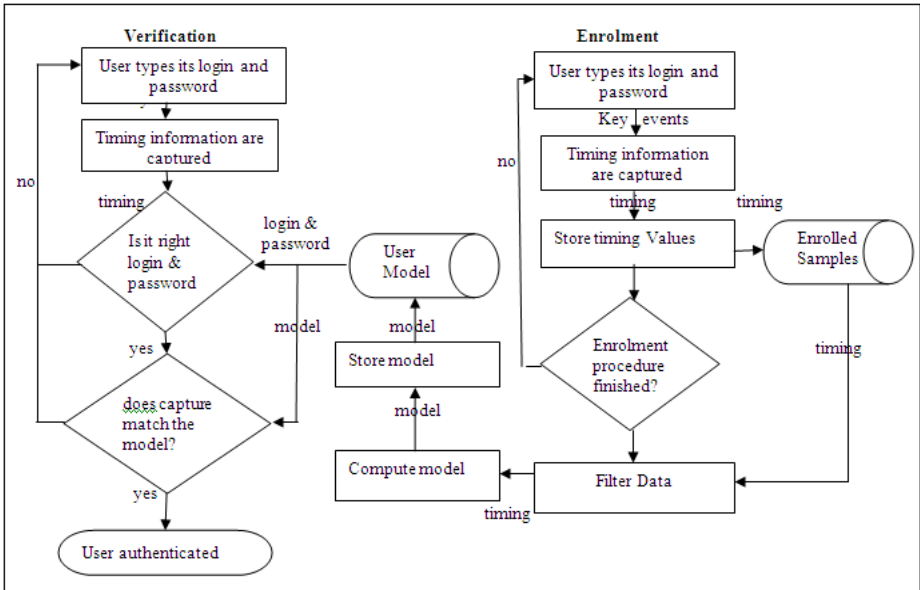 Verification
User types its login and
password
Timing information are
captured
no
timing
Is it right
login &
password
login &
password
yes
model
does capture
match the
model?
yes
User authenticated
User
Model
model
Store model
model
Compute model
timing
Enrolment
User types its login and
password
Key events
no
Timing information
are captured
timing
timing
Store timing Values
Enrolled
Samples
Enrolment
procedure
finished?
timing
Filter Data